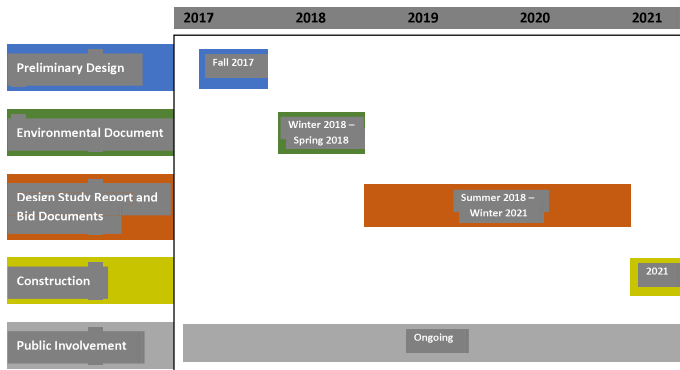 2017 2018 2019 2020 2021
Preliminary Design
Fall 2017
Environmental Document
Winter 2018 –
Spring 2018
Design Study Report and
Bid Documents
Summer 2018 –
Winter 2021
Construction
2021
Public Involvement
Ongoing